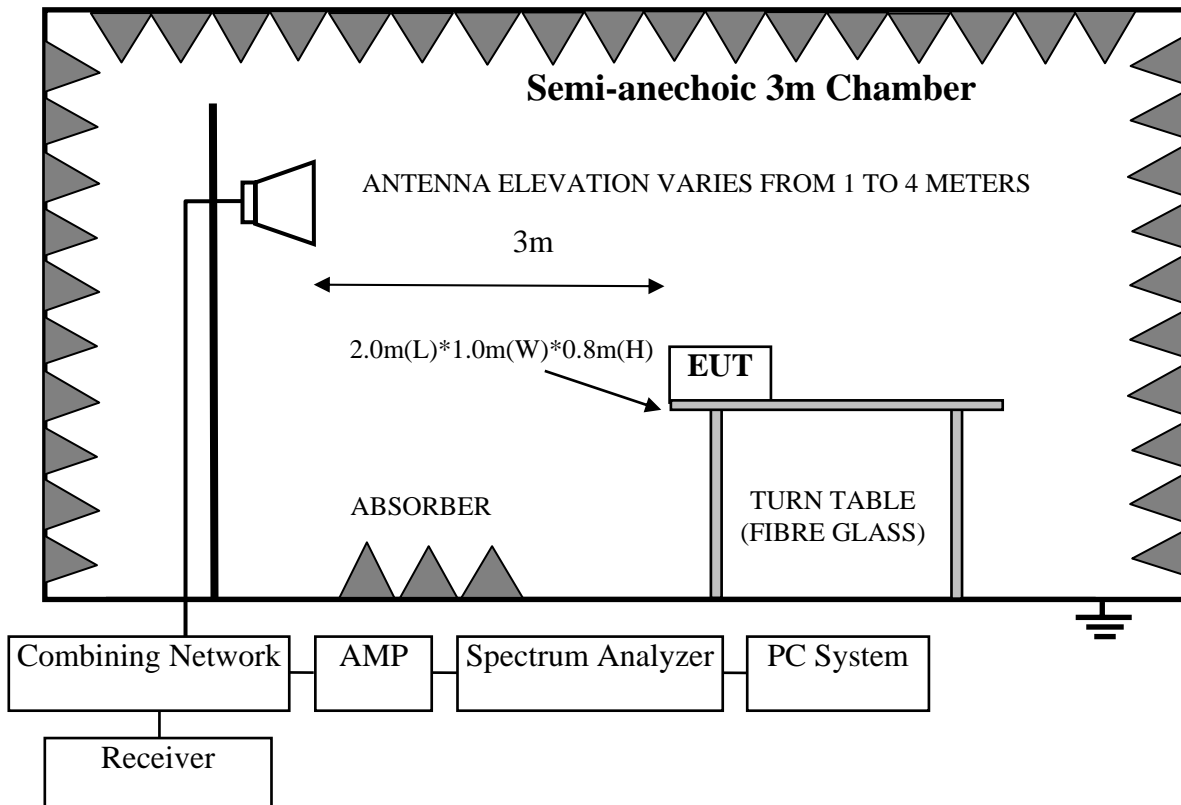 Semi-anechoic 3m Chamber
ANTENNA ELEVATION VARIES FROM 1 TO 4 METERS
3m
2.0m(L)*1.0m(W)*0.8m(H)
EUT
ABSORBER
TURN TABLE
(FIBRE GLASS)
Combining Network
AMP
Spectrum Analyzer
PC System
Receiver